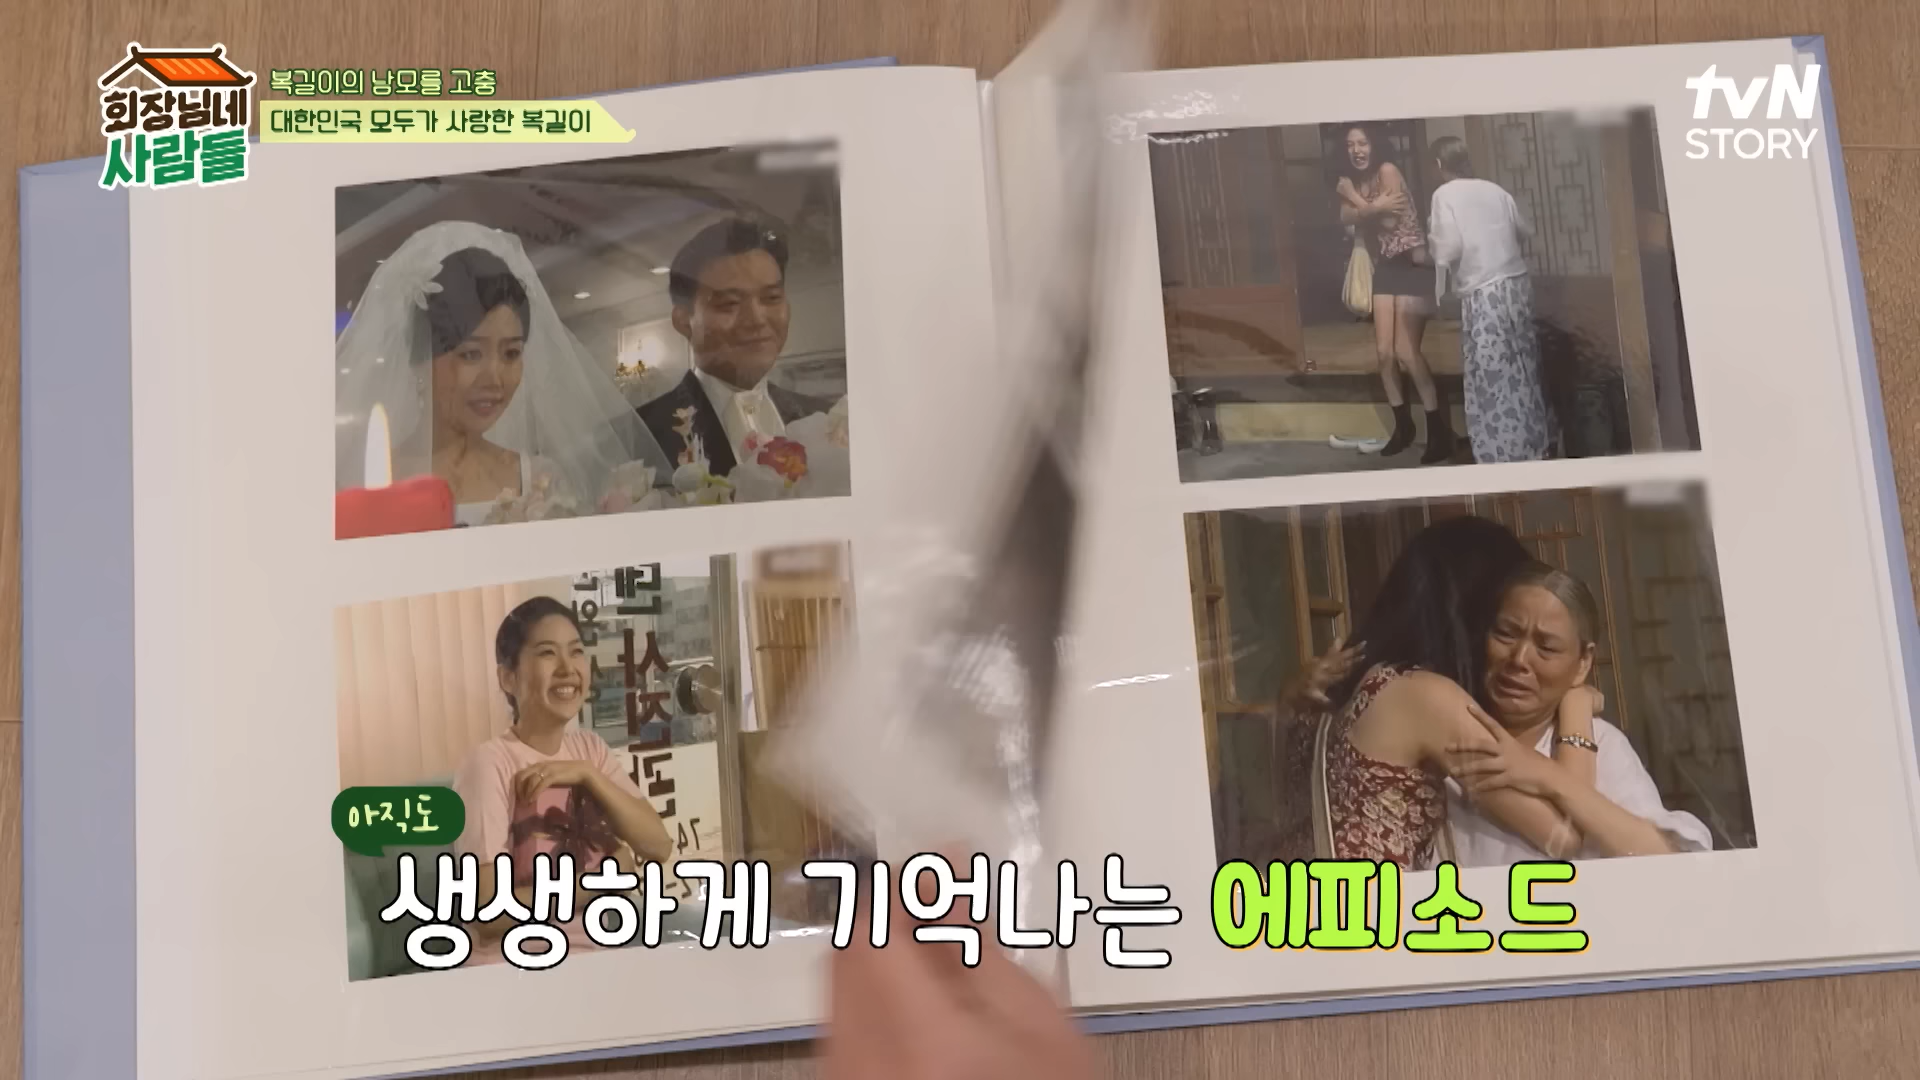 회장님네
사람들
복길이의 남모를 고충
대한민국 모두가 사랑한 복길이
tvN
STORY
아직도
생생하게 기억나는 에피소드